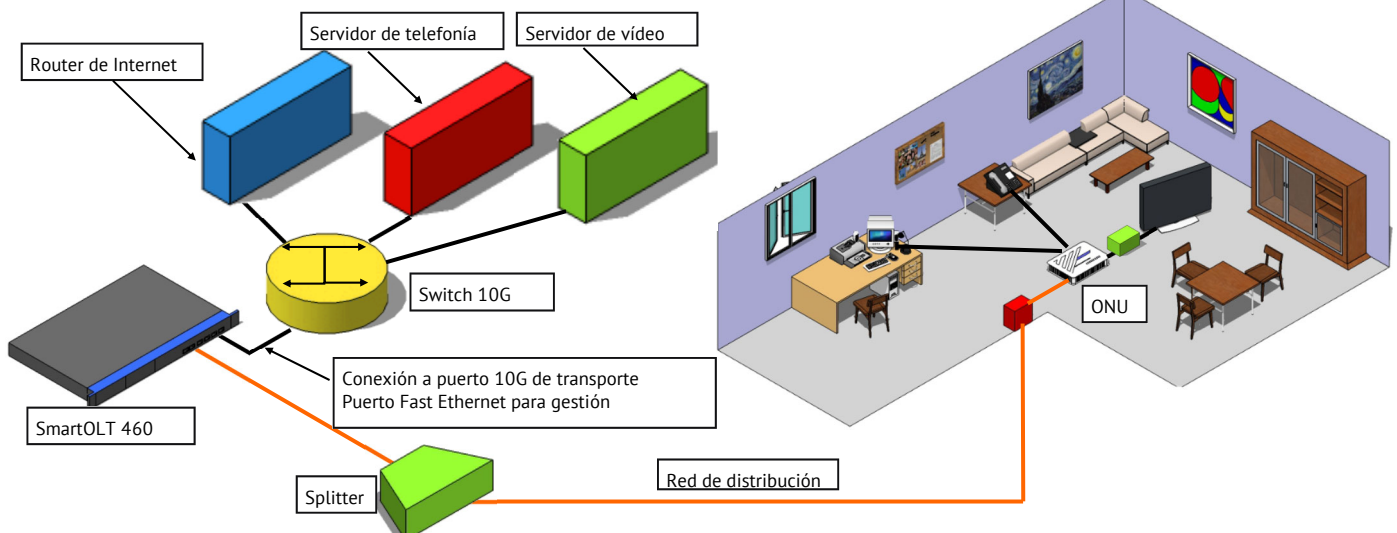 Servidor de telefonía
Servidor de vídeo
Router de Internet
Switch 10G
ONU
Conexión a puerto 10G de transporte
Puerto Fast Ethernet para gestión
SmartOLT 460
Splitter
Red de distribución